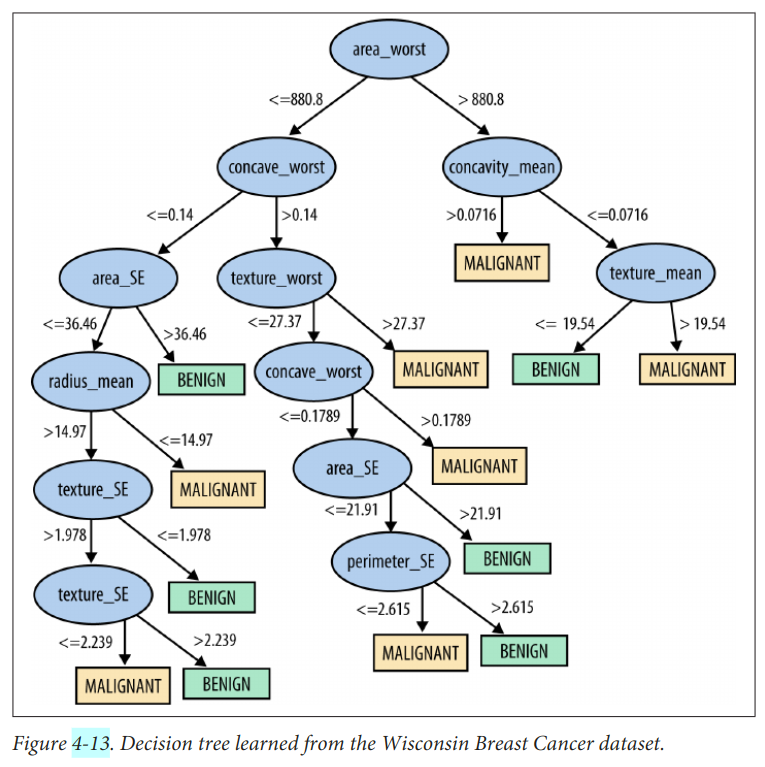 area_worst
<=880.8
> 880.8
concave_worst
concavity_mean
<=0.14
>0.14
>0.0716
<=0.0716
MALIGNANT
area_SE
texture_worst
texture_mean
<=36.46
>36.46
<=27.37
>27.37
<= 19.54
> 19.54
radius_mean
BENIGN
concave_worst
MALIGNANT
BENIGN
MALIGNANT
>14.97
<=14.97
<=0.1789
>0.1789
texture_SE
MALIGNANT
area_SE
MALIGNANT
>1.978
<=1.978
<=21.91
>21.91
texture_SE
BENIGN
perimeter_SE
BENIGN
<=2.239
>2.239
<=2.615
>2.615
MALIGNANT
BENIGN
MALIGNANT
BENIGN
Figure 4-13. Decision tree learned from the Wisconsin Breast Cancer dataset.